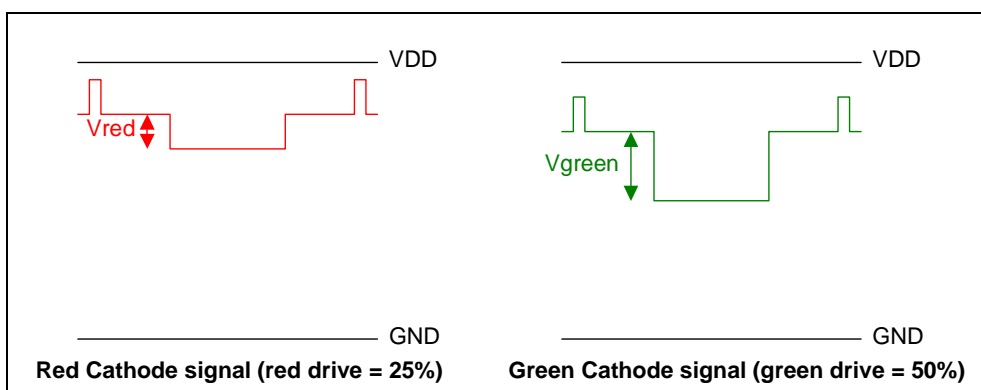 VDD
Vred
GND
Red Cathode signal (red drive = 25%)
VDD
Vgreen
GND
Green Cathode signal (green drive = 50%)